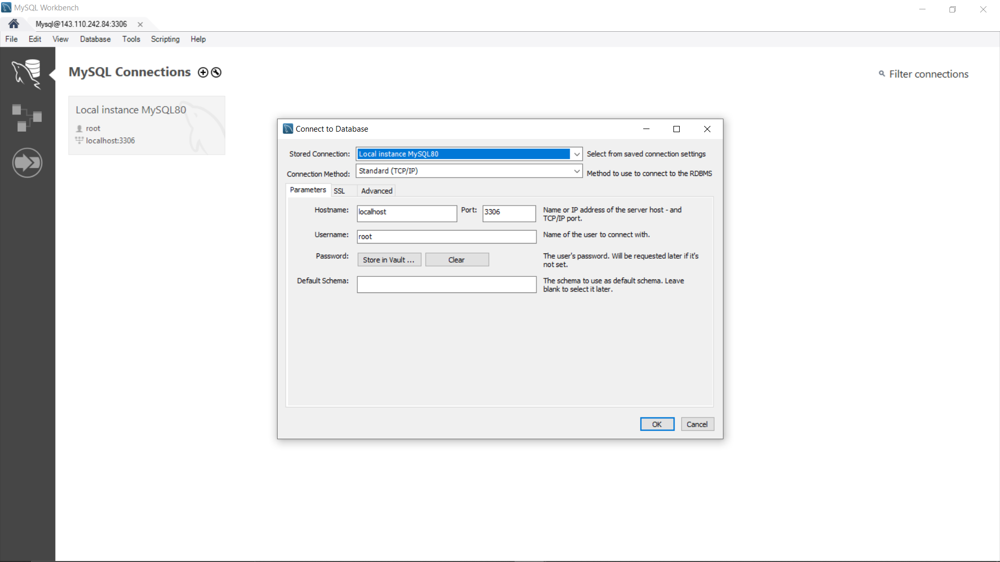 MySQL Workbench
Mysql@143.110.242.84:3306
File Edit View Database Tools Scripting Help
MySQL Connections
Filter connections
Local instance MySQL80
root
localhost:3306
Connect to Database
Stored Connection: Local instance MySQL80 Select from saved connection settings
Connection Method: Standard (TCP/IP) Method to use to connect to the RDBMS
Parameters SSL Advanced
Hostname: localhost Port: 3306 Name or IP address of the server host - and
TCP/IP port.
Username: root Name of the user to connect with.
Password: Store in Vault ... Clear The user's password. Will be requested later if it's
not set.
Default Schema: The schema to use as default schema. Leave
blank to select it later.
OK Cancel